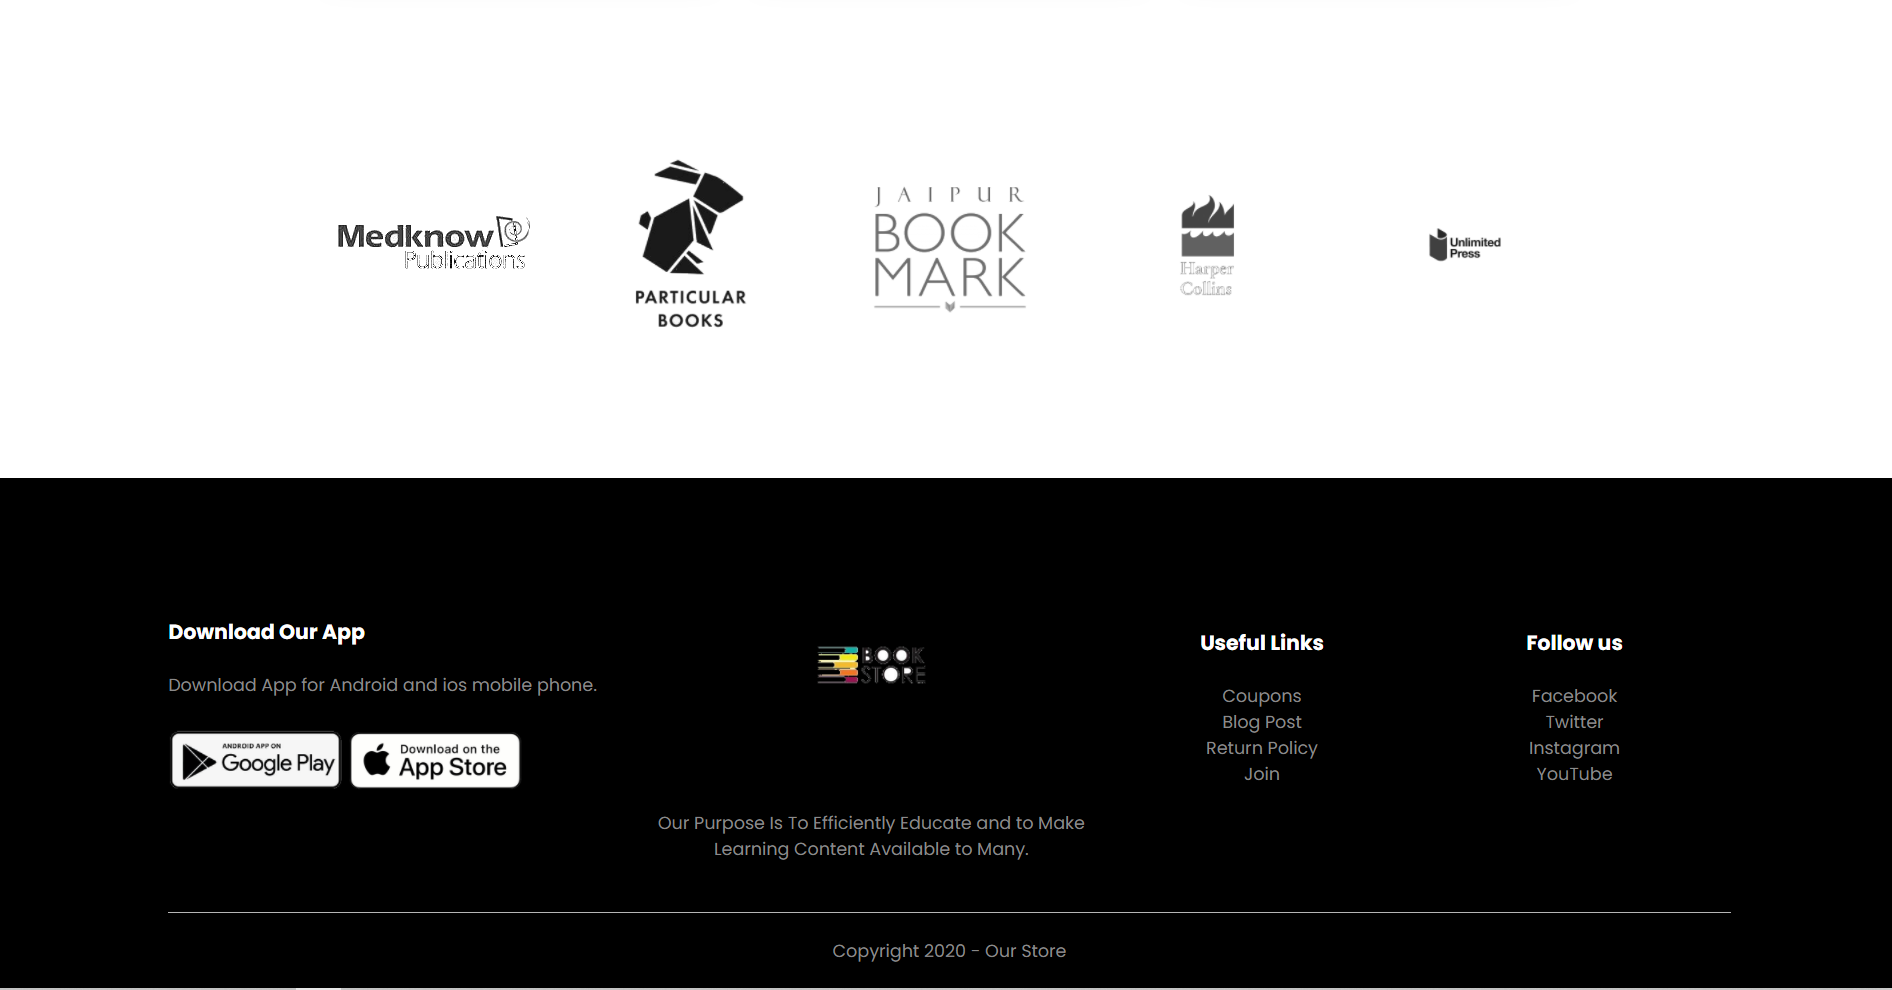 Medknow
Publications
PARTICULAR
BOOKS
JAIPUR
BOOK
MARK
Harper
Collins
Unlimited
Press
Download Our App
Download App for Android and ios mobile phone.
ANDROID APP ON
Google Play
Download on the
App Store
BOOK
STORE
Our Purpose Is To Efficiently Educate and to Make
Learning Content Available to Many.
Useful Links
Coupons
Blog Post
Return Policy
Join
Follow us
Facebook
Twitter
Instagram
YouTube
Copyright 2020 - Our Store